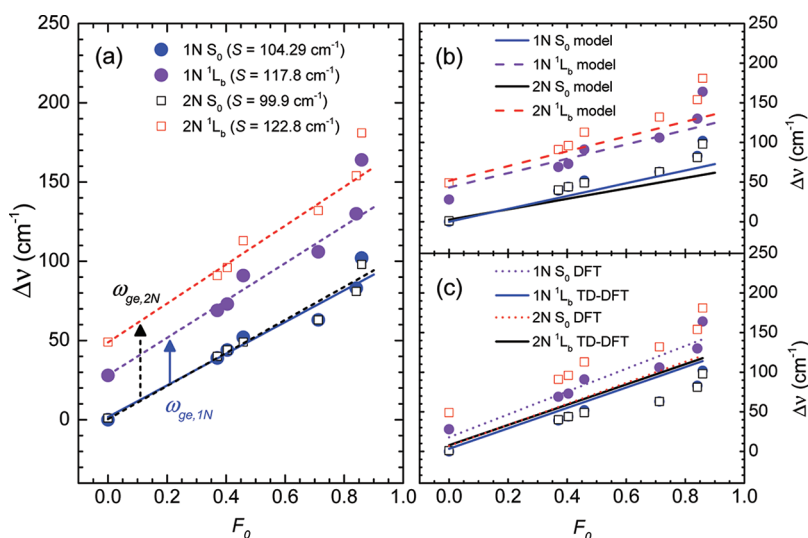 (a)
1N S₀ (S = 104.29 cm⁻¹)
1N ¹L_b (S = 117.8 cm⁻¹)
2N S₀ (S = 99.9 cm⁻¹)
2N ¹L_b (S = 122.8 cm⁻¹)
250
200
150
100
50
0
Δν (cm⁻¹)
ω_ge,2N
ω_ge,1N
0.0 0.2 0.4 0.6 0.8 1.0
F₀
(b)
1N S₀ model
1N ¹L_b model
2N S₀ model
2N ¹L_b model
250
200
150
100
50
0
Δν (cm⁻¹)
(c)
1N S₀ DFT
1N ¹L_b TD-DFT
2N S₀ DFT
2N ¹L_b TD-DFT
250
200
150
100
50
0
Δν (cm⁻¹)
0.0 0.2 0.4 0.6 0.8 1.0
F₀